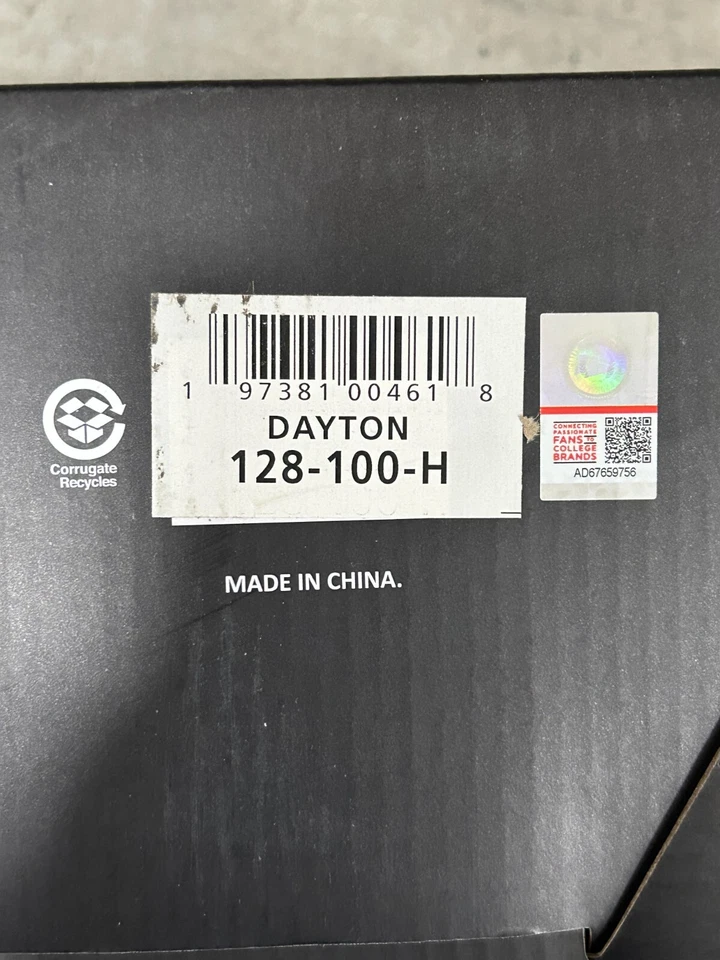 1 97381 00461 8
DAYTON
128-100-H
Corrugate
Recycles
CONNECTING
PASSIONATE
FANS TO
COLLEGE
BRANDS
AD67659756
MADE IN CHINA.